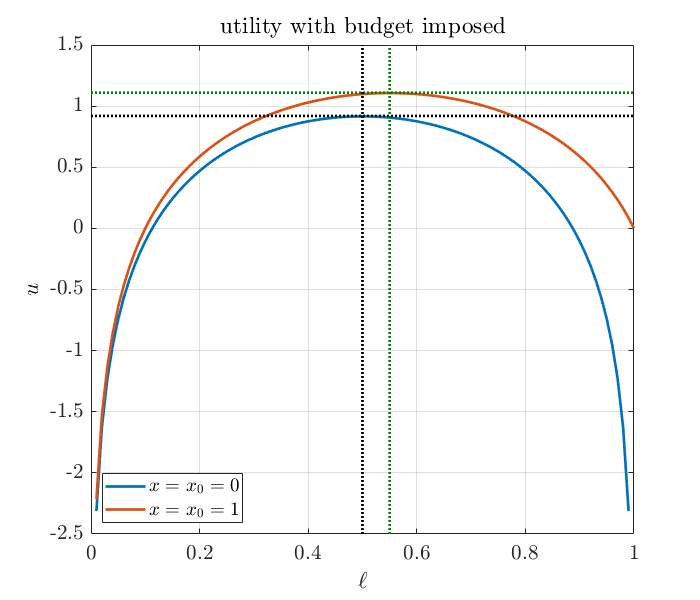 utility with budget imposed
1.5
1
0.5
0
-0.5
-1
-1.5
-2
-2.5
u
x = x₀ = 0
x = x₀ = 1
0 0.2 0.4 0.6 0.8 1
ℓ